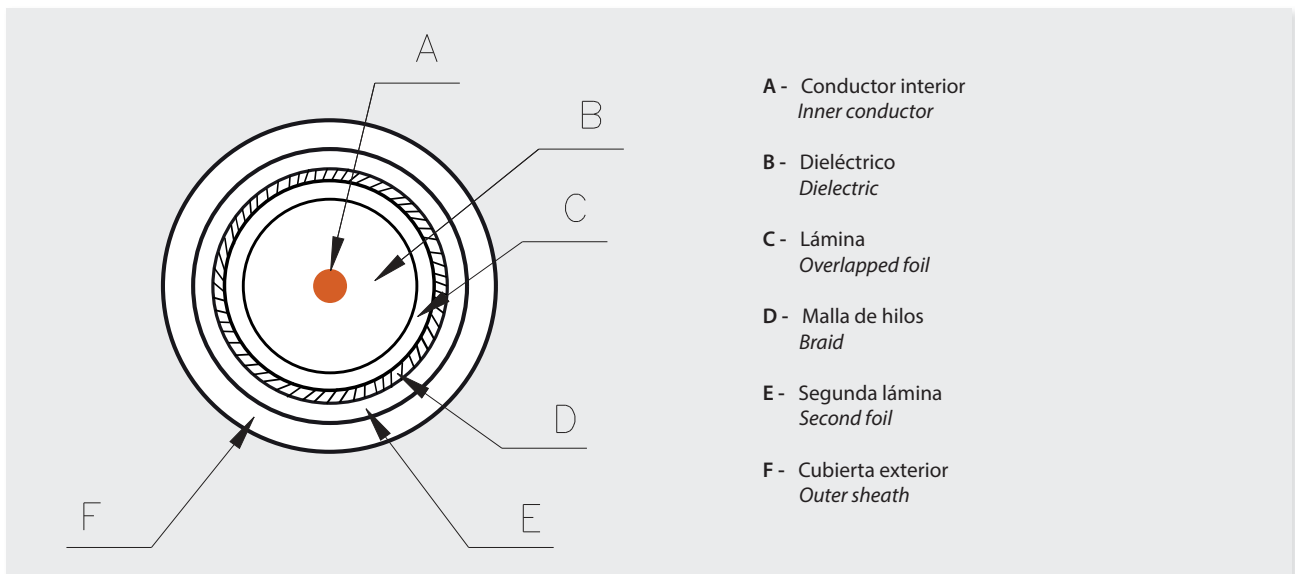 A
B
C
D
E
F
A - Conductor interior
Inner conductor
B - Dieléctrico
Dielectric
C - Lámina
Overlapped foil
D - Malla de hilos
Braid
E - Segunda lámina
Second foil
F - Cubierta exterior
Outer sheath